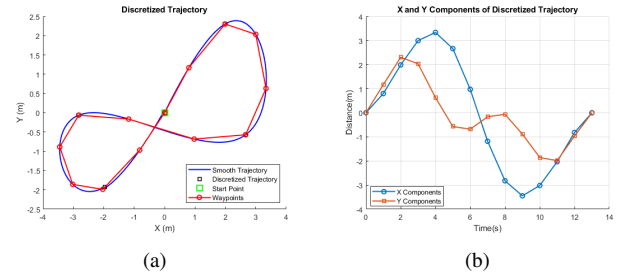 Discretized Trajectory
2.5
2
1.5
1
0.5
0
-0.5
-1
-1.5
-2
-2.5
Y (m)
-4 -3 -2 -1 0 1 2 3 4
X (m)
Smooth Trajectory
Discretized Trajectory
Start Point
Waypoints
(a)
X and Y Components of Discretized Trajectory
4
3
2
1
0
-1
-2
-3
-4
Distance(m)
0 2 4 6 8 10 12 14
Time(s)
X Components
Y Components
(b)